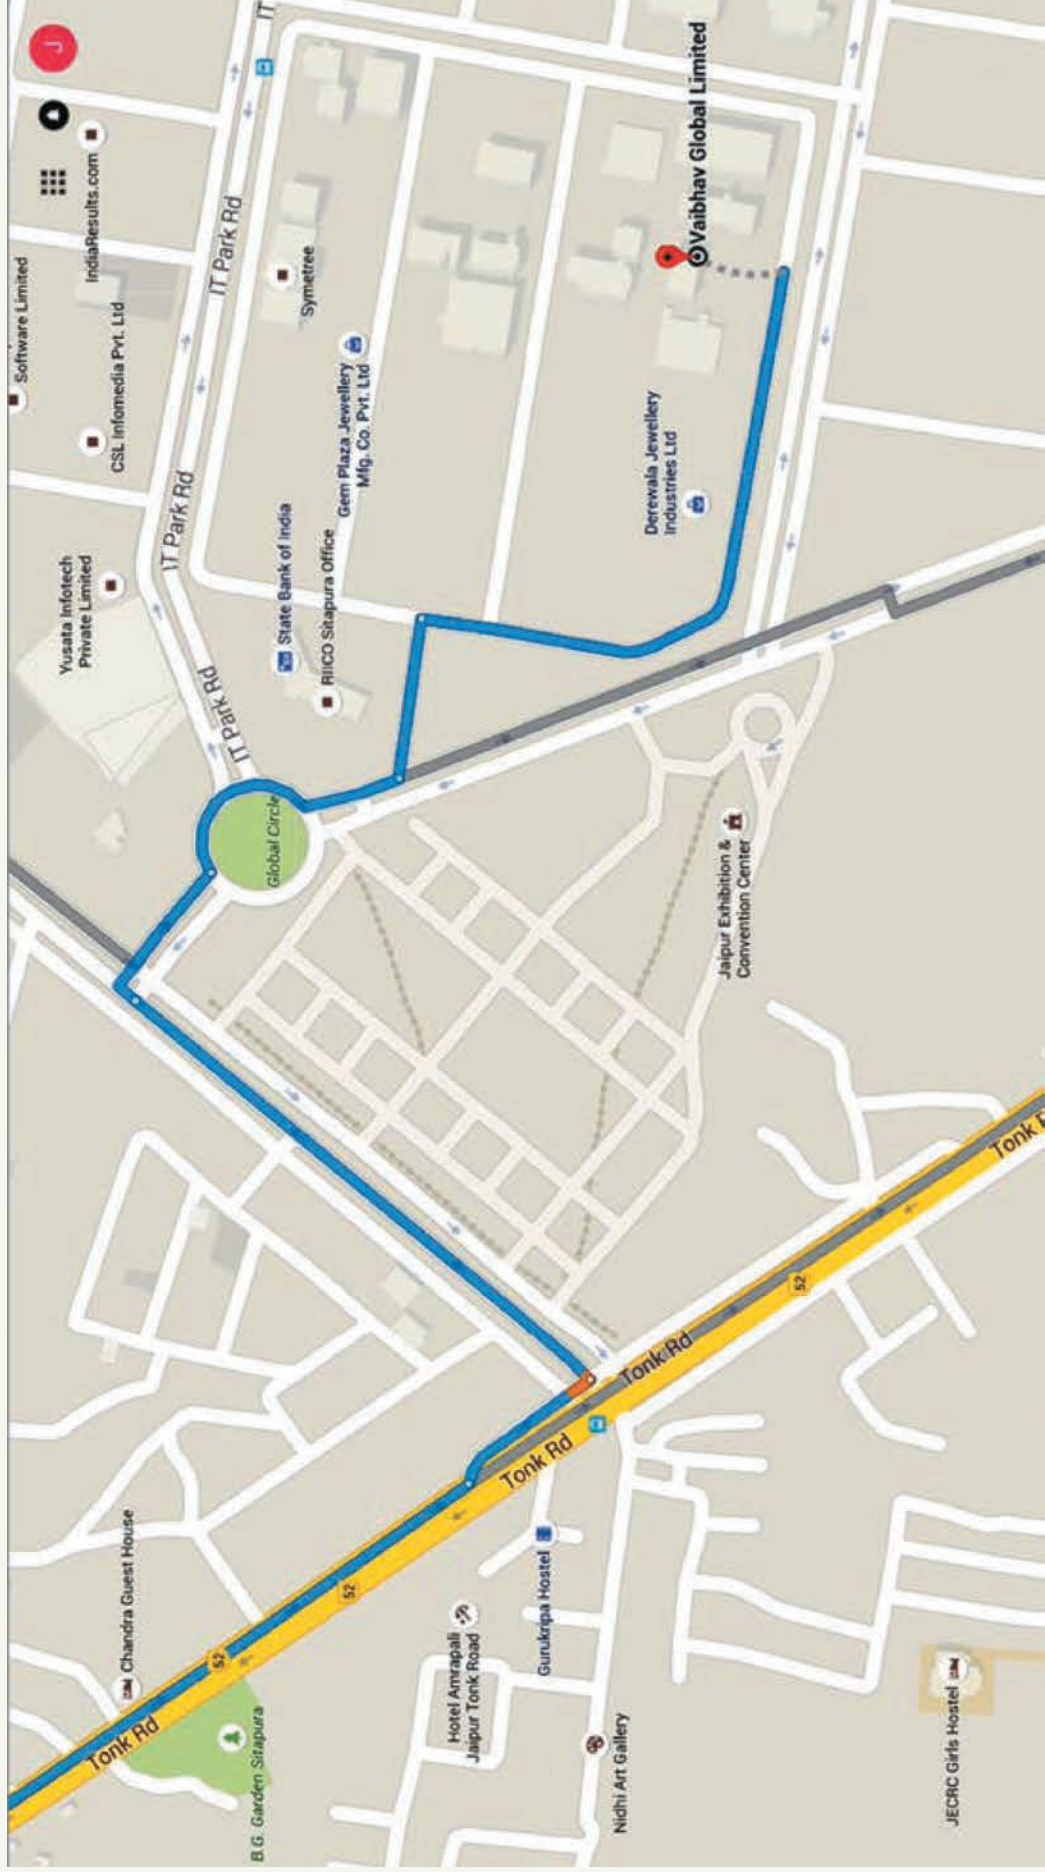 J
IT
IndiaResults.com
Software Limited
CSL Infomedia Pvt. Ltd
IT Park Rd
Symetree
IT Park Rd
Gem Plaza Jewellery
Mfg. Co. Pvt. Ltd
Vaibhav Global Limited
Derewala Jewellery
Industries Ltd
Yusata Infotech
Private Limited
State Bank of India
RIICO Sitapura Office
IT Park Rd
Global Circle
Jaipur Exhibition &
Convention Center
Tonk
52
Tonk Rd
Tonk Rd
52
52
Chandra Guest House
Tonk Rd
B.G. Garden Sitapura
Hotel Amrapali
Jaipur Tonk Road
Gurukripa Hostel
Nidhi Art Gallery
JECRC Girls Hostel